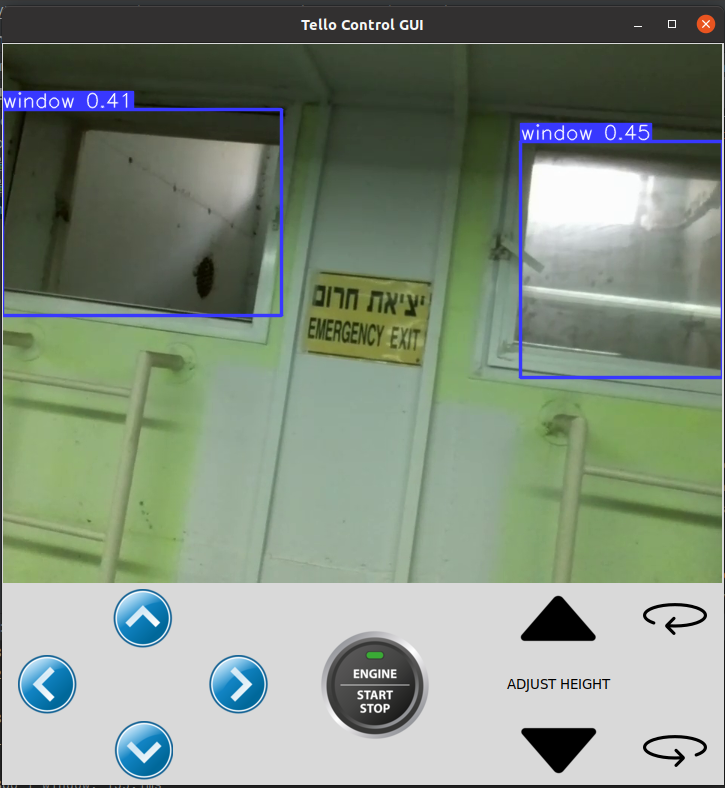 Tello Control GUI
window 0.41
window 0.45
יציאת חרום
EMERGENCY EXIT
ENGINE
START
STOP
ADJUST HEIGHT